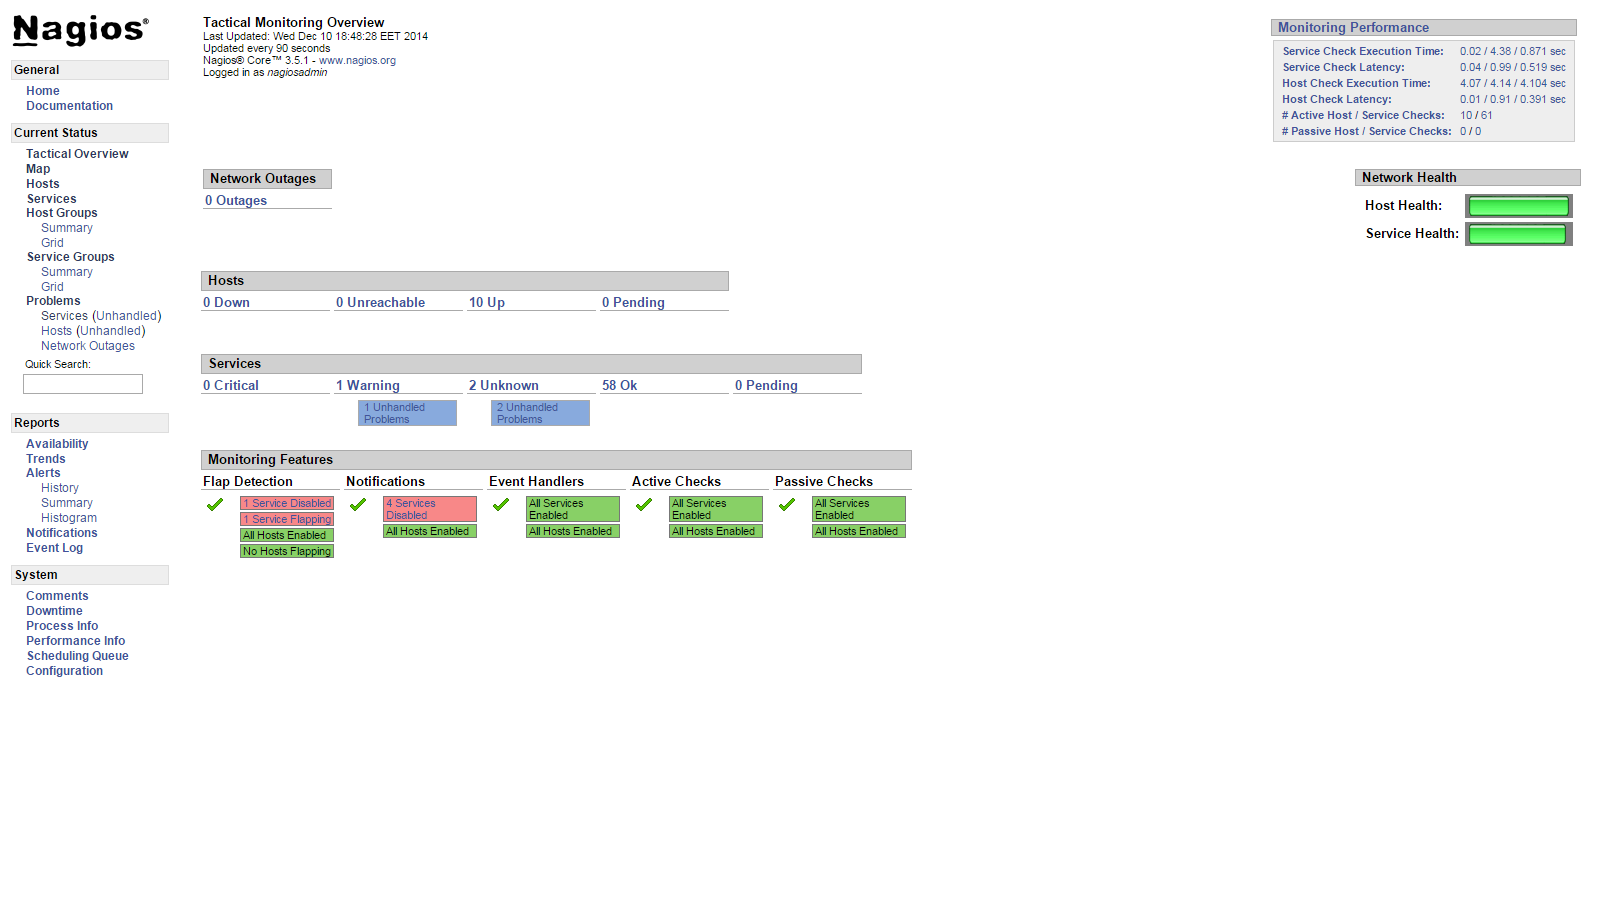 Nagios®
General
Home
Documentation
Current Status
Tactical Overview
Map
Hosts
Services
Host Groups
Summary
Grid
Service Groups
Summary
Grid
Problems
Services (Unhandled)
Hosts (Unhandled)
Network Outages
Quick Search:
Reports
Availability
Trends
Alerts
History
Summary
Histogram
Notifications
Event Log
System
Comments
Downtime
Process Info
Performance Info
Scheduling Queue
Configuration
Tactical Monitoring Overview
Last Updated: Wed Dec 10 18:48:28 EET 2014
Updated every 90 seconds
Nagios® Core™ 3.5.1 - www.nagios.org
Logged in as nagiosadmin
Monitoring Performance
Service Check Execution Time: 0.02 / 4.38 / 0.871 sec
Service Check Latency: 0.04 / 0.99 / 0.519 sec
Host Check Execution Time: 4.07 / 4.14 / 4.104 sec
Host Check Latency: 0.01 / 0.91 / 0.391 sec
# Active Host / Service Checks: 10 / 61
# Passive Host / Service Checks: 0 / 0
Network Outages
0 Outages
Network Health
Host Health:
Service Health:
Hosts
0 Down 0 Unreachable 10 Up 0 Pending
Services
0 Critical 1 Warning 2 Unknown 58 Ok 0 Pending
1 Unhandled
Problems
2 Unhandled
Problems
Monitoring Features
Flap Detection Notifications Event Handlers Active Checks Passive Checks
1 Service Disabled
1 Service Flapping
All Hosts Enabled
No Hosts Flapping
4 Services
Disabled
All Hosts Enabled
All Services
Enabled
All Hosts Enabled
All Services
Enabled
All Hosts Enabled
All Services
Enabled
All Hosts Enabled